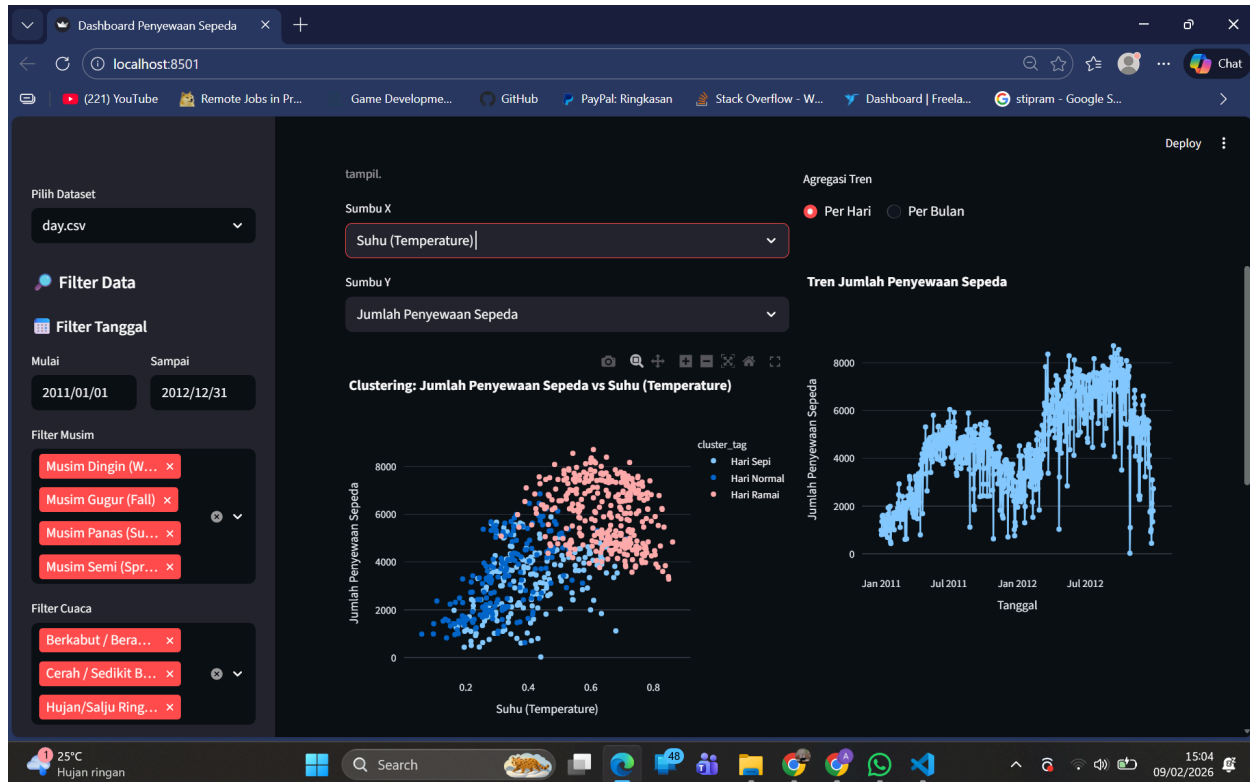 Dashboard Penyewaan Sepeda
localhost:8501
Chat
(221) YouTube
Remote Jobs in Pr...
Game Developme...
GitHub
PayPal: Ringkasan
Stack Overflow - W...
Dashboard | Freela...
stipram - Google S...
Deploy
Pilih Dataset
day.csv
Filter Data
Filter Tanggal
Mulai
Sampai
2011/01/01
2012/12/31
Filter Musim
Musim Dingin (W...
Musim Gugur (Fall)
Musim Panas (Su...
Musim Semi (Spr...
Filter Cuaca
Berkabut / Bera...
Cerah / Sedikit B...
Hujan/Salju Ring...
tampil.
Sumbu X
Suhu (Temperature)
Sumbu Y
Jumlah Penyewaan Sepeda
Clustering: Jumlah Penyewaan Sepeda vs Suhu (Temperature)
cluster_tag
Hari Sepi
Hari Normal
Hari Ramai
Jumlah Penyewaan Sepeda
8000
6000
4000
2000
0
0.2
0.4
0.6
0.8
Suhu (Temperature)
Agregasi Tren
Per Hari
Per Bulan
Tren Jumlah Penyewaan Sepeda
Jumlah Penyewaan Sepeda
8000
6000
4000
2000
0
Jan 2011
Jul 2011
Jan 2012
Jul 2012
Tanggal
1
25°C
Hujan ringan
Search
48
15:04
09/02/2026